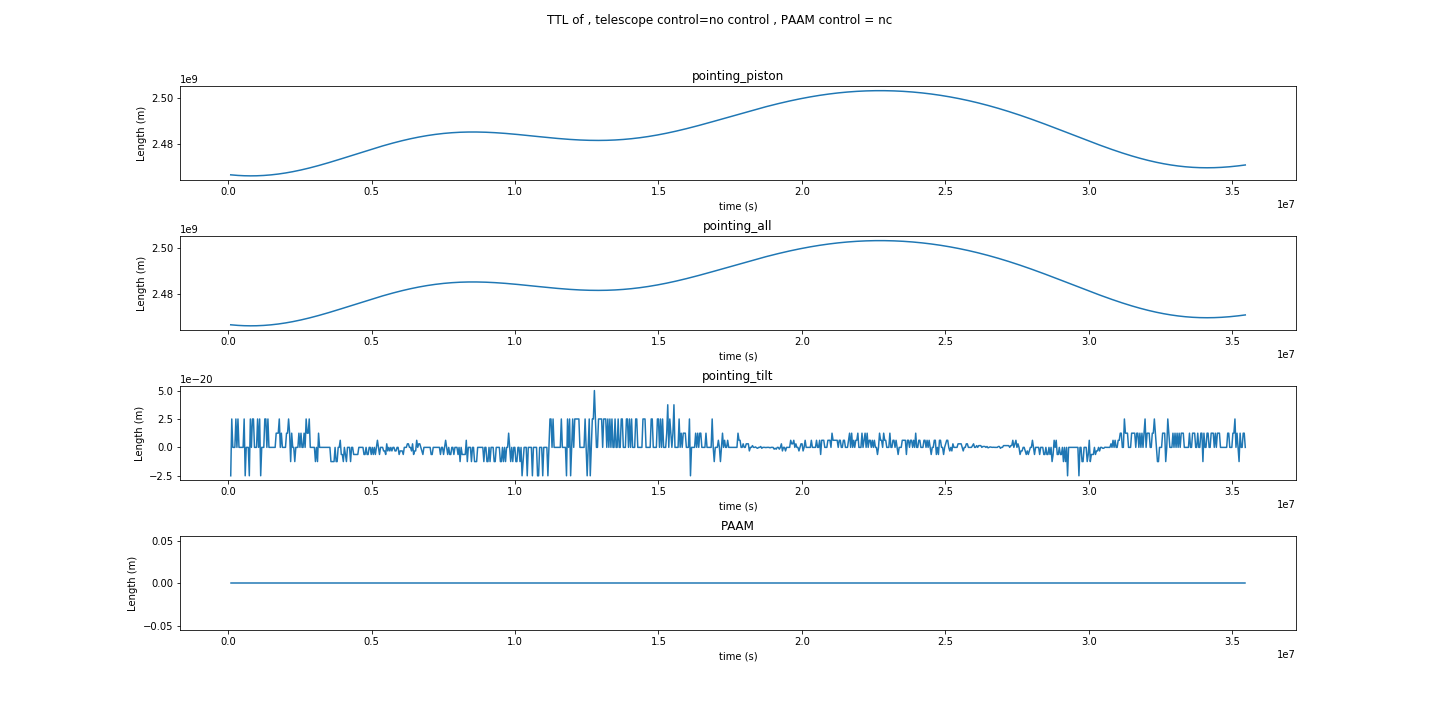 TTL of , telescope control=no control , PAAM control = nc
pointing_piston
1e9
2.50
2.48
Length (m)
0.0 0.5 1.0 1.5 2.0 2.5 3.0 3.5
time (s)
1e7
pointing_all
1e9
2.50
2.48
Length (m)
0.0 0.5 1.0 1.5 2.0 2.5 3.0 3.5
time (s)
1e7
pointing_tilt
1e−20
5.0
2.5
0.0
−2.5
Length (m)
0.0 0.5 1.0 1.5 2.0 2.5 3.0 3.5
time (s)
1e7
PAAM
0.05
0.00
−0.05
Length (m)
0.0 0.5 1.0 1.5 2.0 2.5 3.0 3.5
time (s)
1e7